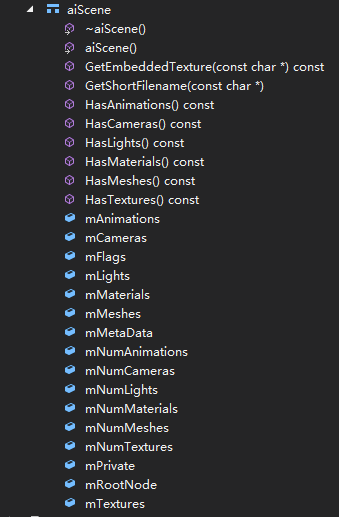 aiScene
~aiScene()
aiScene()
GetEmbeddedTexture(const char *) const
GetShortFilename(const char *)
HasAnimations() const
HasCameras() const
HasLights() const
HasMaterials() const
HasMeshes() const
HasTextures() const
mAnimations
mCameras
mFlags
mLights
mMaterials
mMeshes
mMetaData
mNumAnimations
mNumCameras
mNumLights
mNumMaterials
mNumMeshes
mNumTextures
mPrivate
mRootNode
mTextures